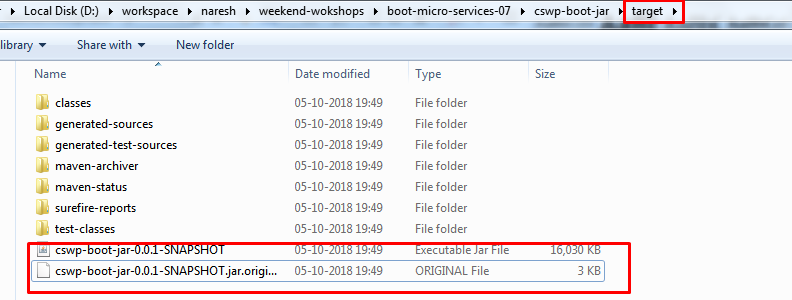 Local Disk (D:) workspace naresh weekend-wokshops boot-micro-services-07 cswp-boot-jar target
library Share with New folder
Name Date modified Type Size
classes 05-10-2018 19:49 File folder
generated-sources 05-10-2018 19:49 File folder
generated-test-sources 05-10-2018 19:49 File folder
maven-archiver 05-10-2018 19:49 File folder
maven-status 05-10-2018 19:49 File folder
surefire-reports 05-10-2018 19:49 File folder
test-classes 05-10-2018 19:49 File folder
cswp-boot-jar-0.0.1-SNAPSHOT 05-10-2018 19:49 Executable Jar File 16,030 KB
cswp-boot-jar-0.0.1-SNAPSHOT.jar.origi... 05-10-2018 19:49 ORIGINAL File 3 KB